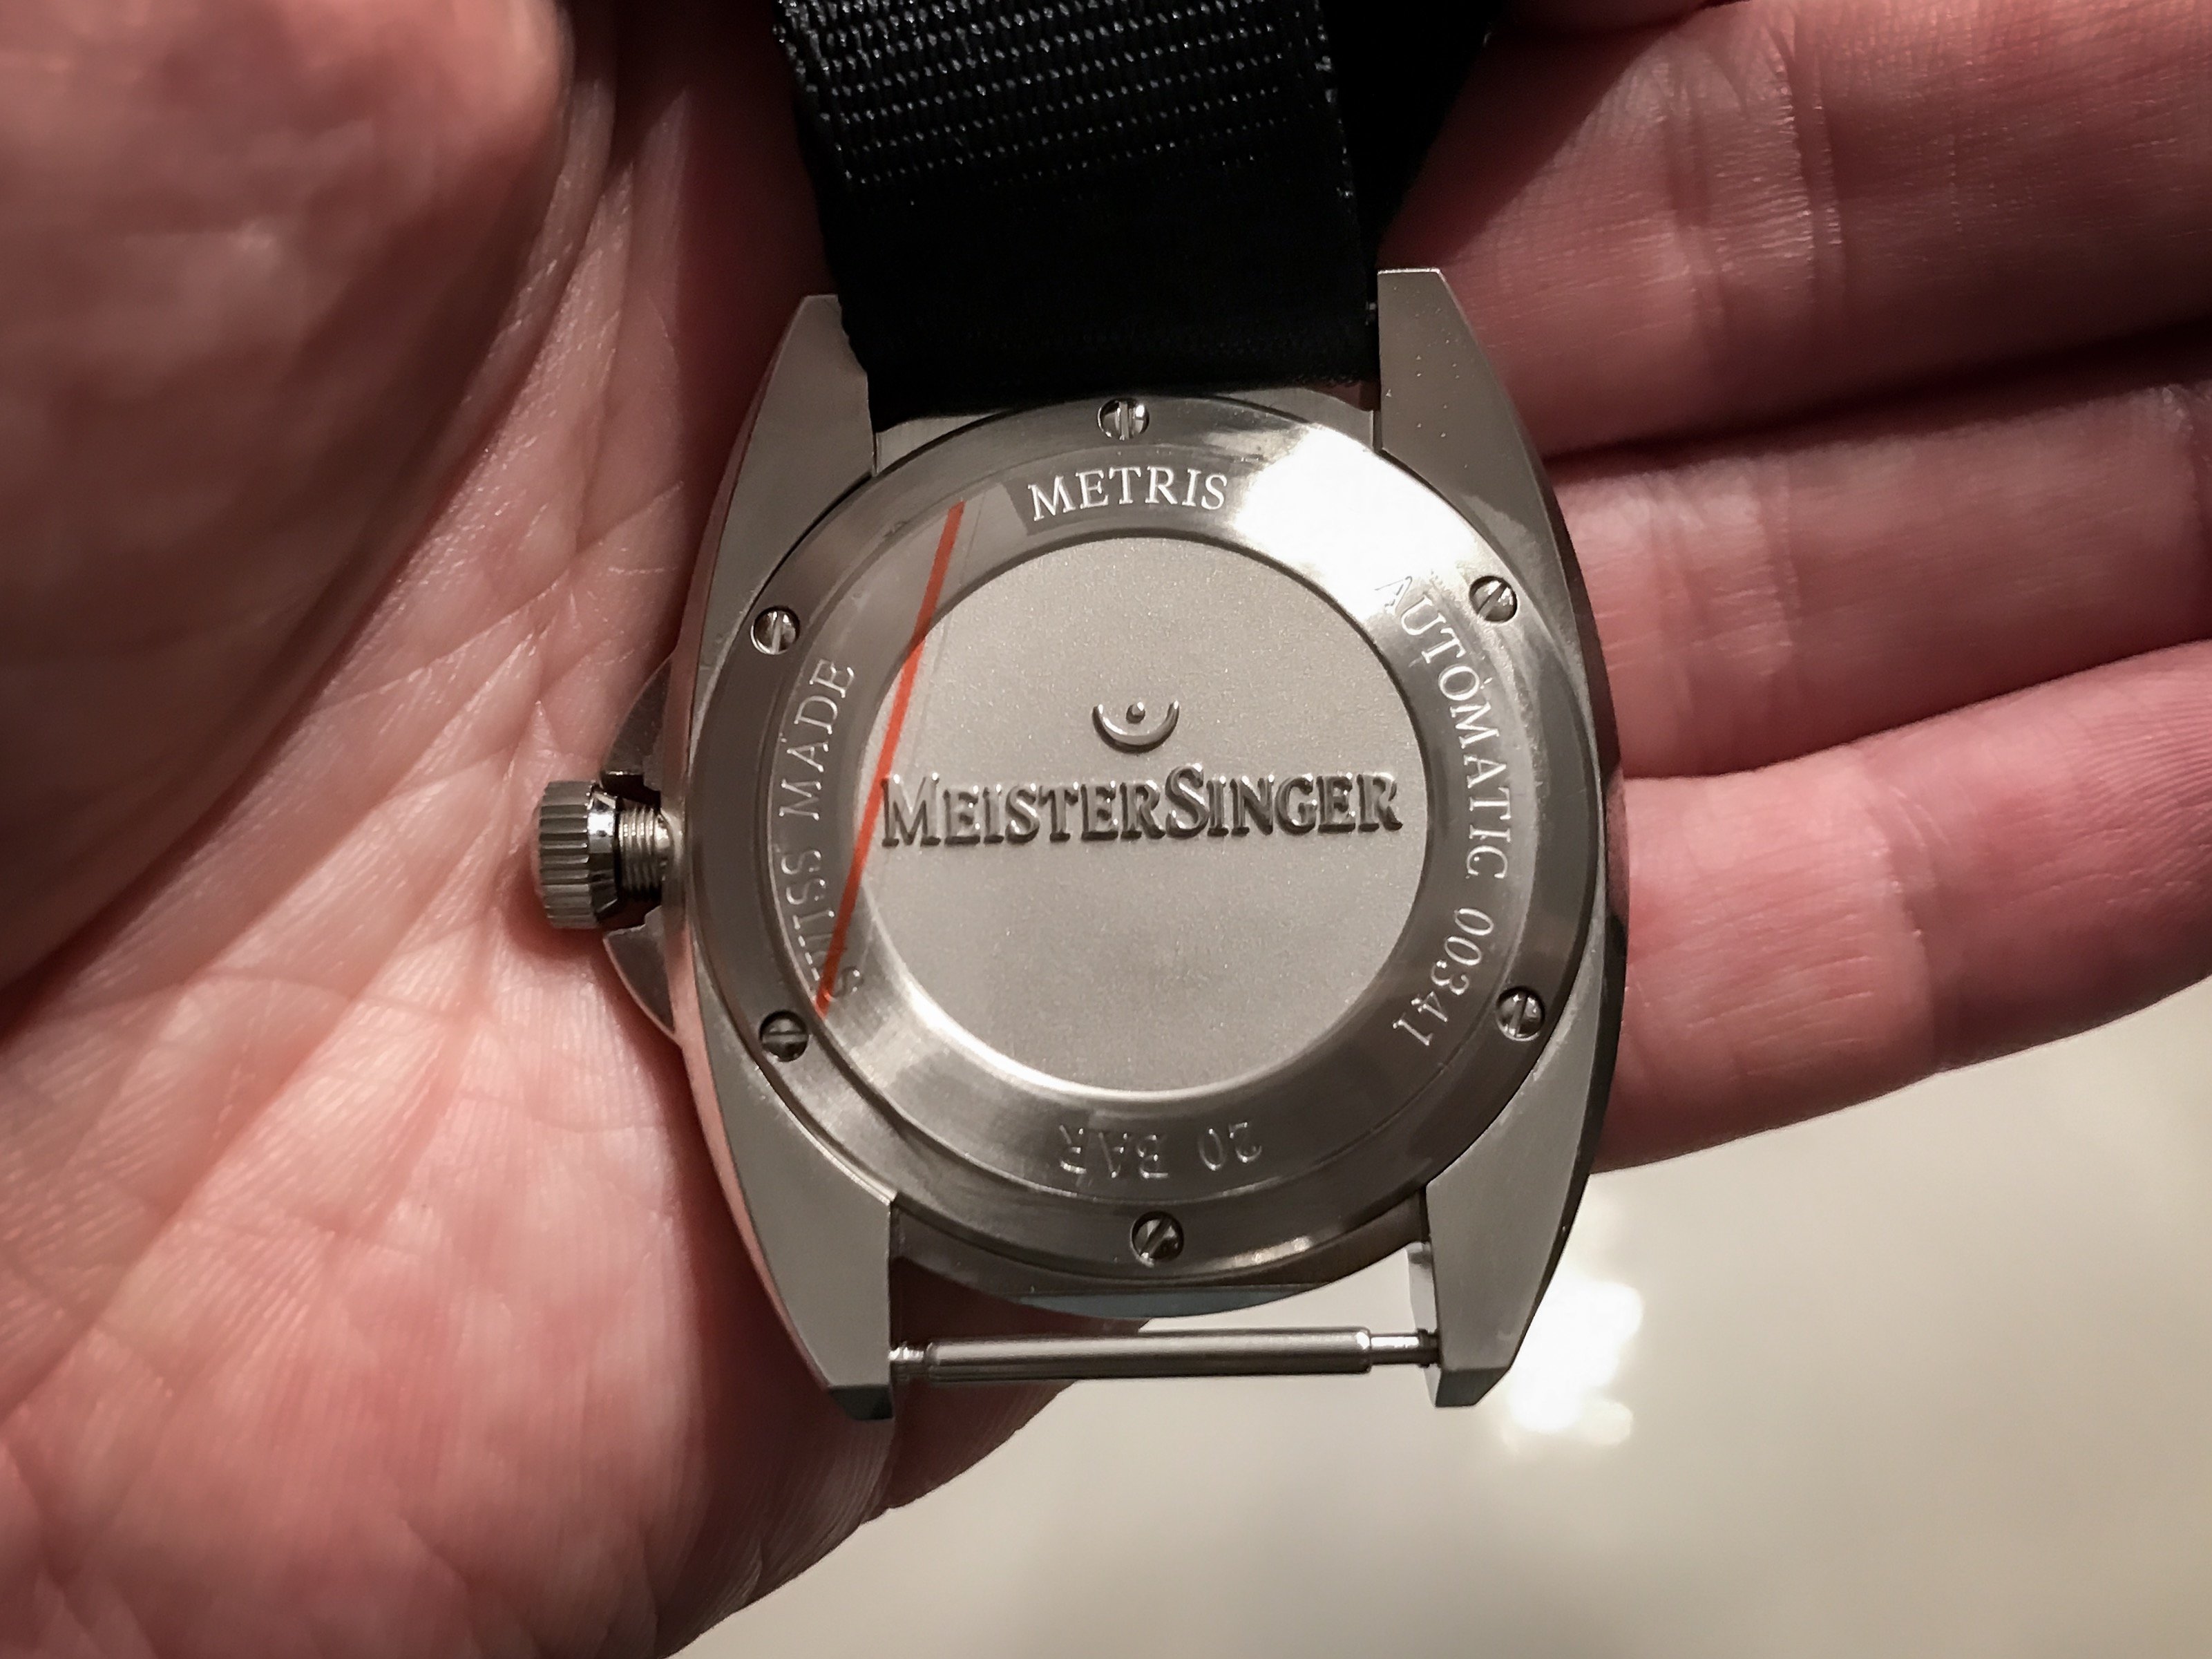 METRIS
AUTOMATIC 00341
20 BAR
SWISS MADE
MEISTERSINGER